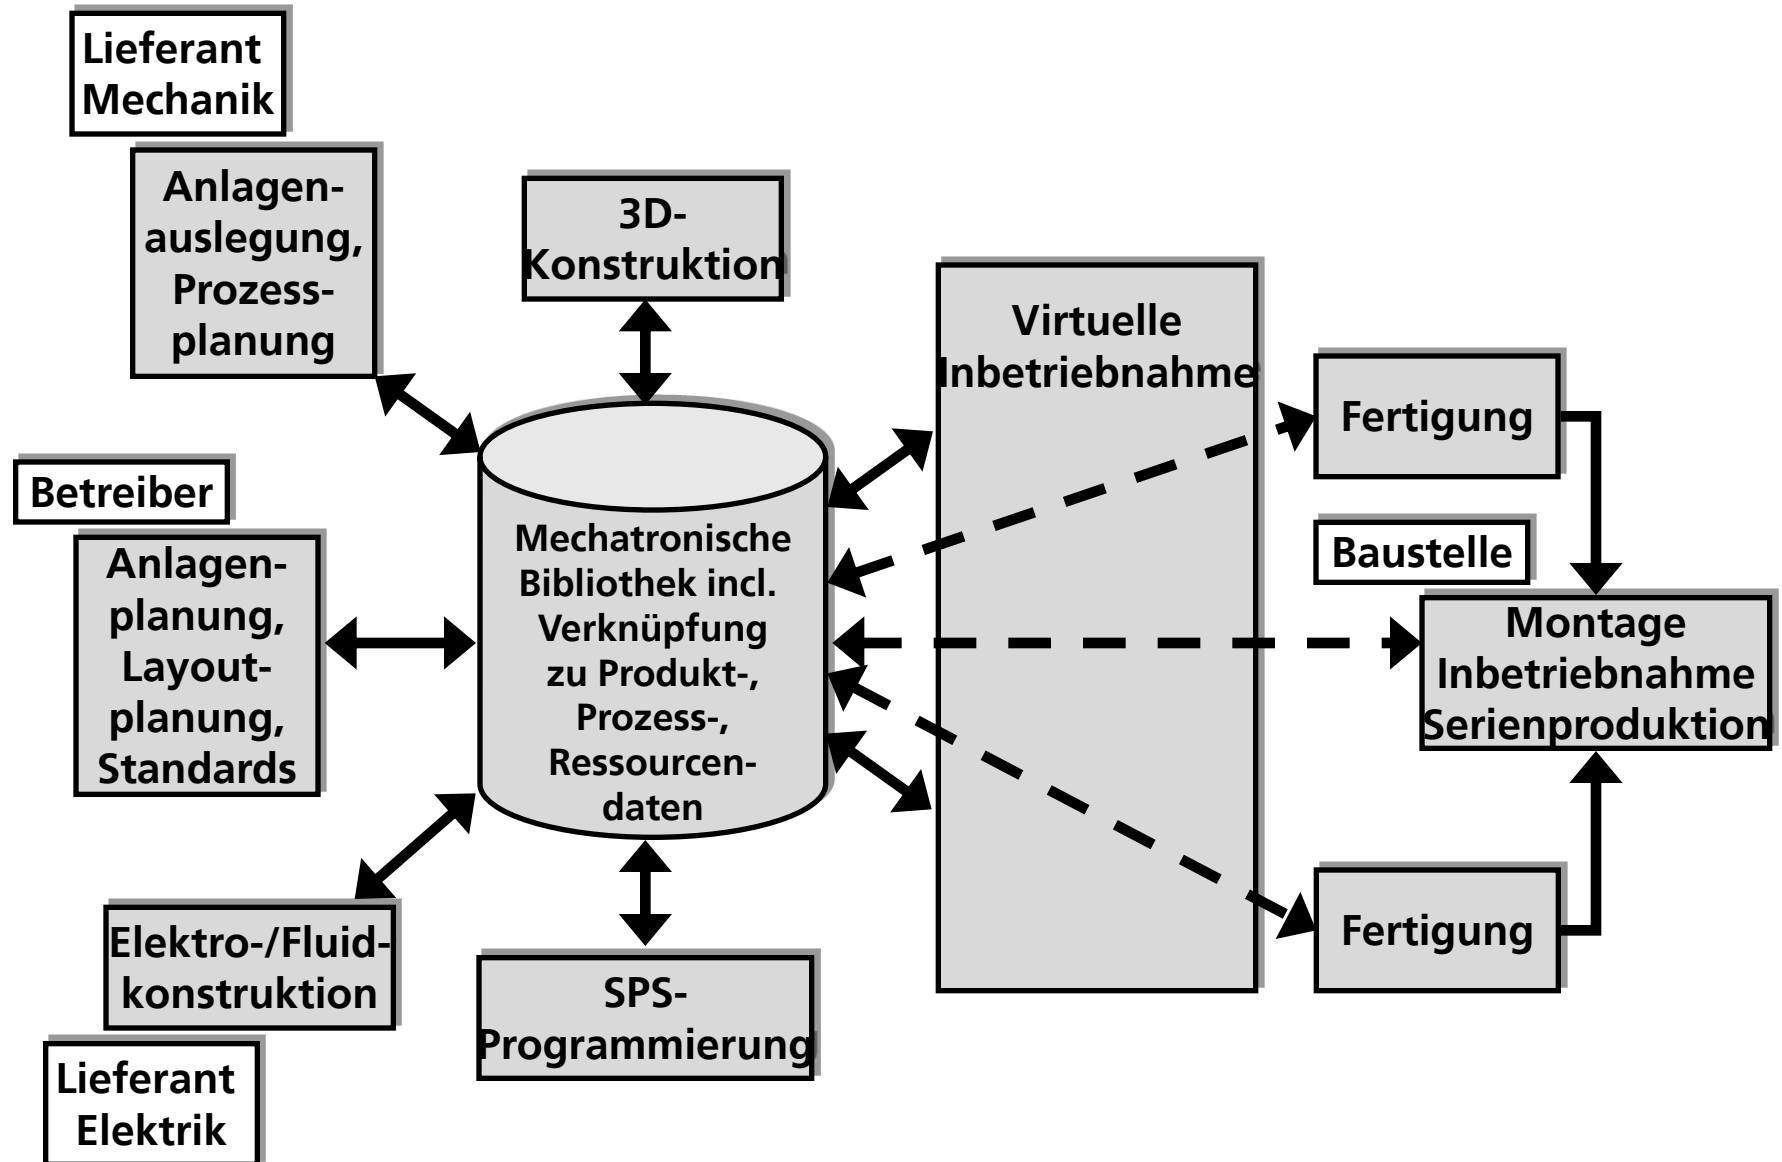 Lieferant
Mechanik
Anlagen-
auslegung,
Prozess-
planung
3D-
Konstruktion
Virtuelle
Inbetriebnahme
Fertigung
Betreiber
Anlagen-
planung,
Layout-
planung,
Standards
Mechatronische
Bibliothek incl.
Verknüpfung
zu Produkt-,
Prozess-,
Ressourcen-
daten
Baustelle
Montage
Inbetriebnahme
Serienproduktion
Elektro-/Fluid-
konstruktion
Lieferant
Elektrik
SPS-
Programmierung
Fertigung